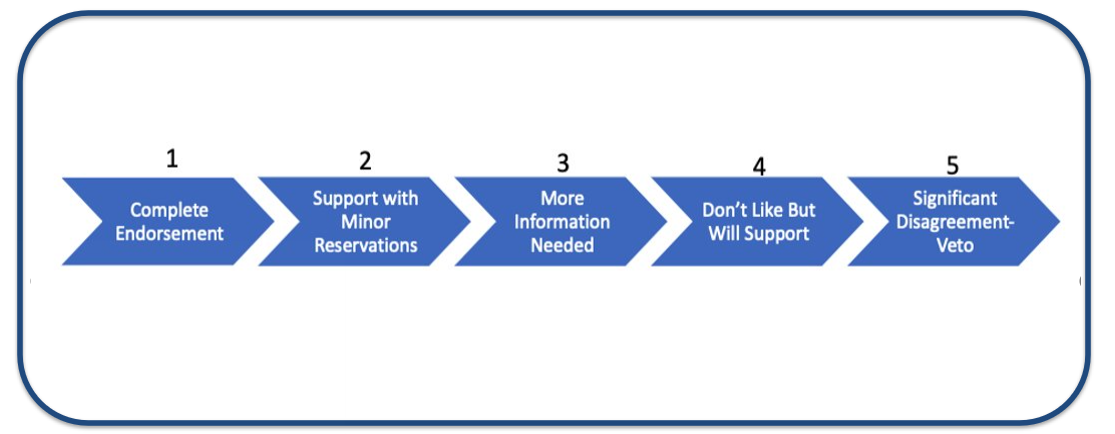 1
Complete
Endorsement
2
Support with
Minor
Reservations
3
More
Information
Needed
4
Don't Like But
Will Support
5
Significant
Disagreement-
Veto